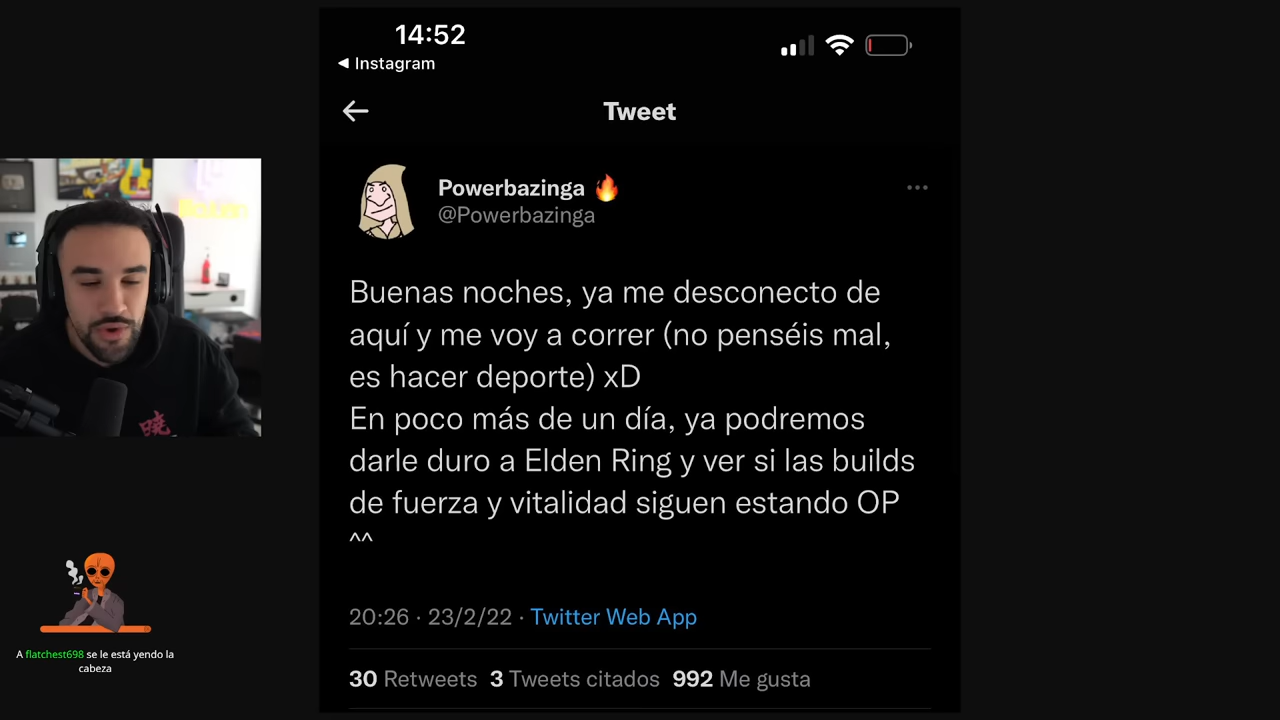 14:52
◀ Instagram
Tweet
Powerbazinga 🔥
@Powerbazinga
Buenas noches, ya me desconecto de
aquí y me voy a correr (no penséis mal,
es hacer deporte) xD
En poco más de un día, ya podremos
darle duro a Elden Ring y ver si las builds
de fuerza y vitalidad siguen estando OP
^^
20:26 · 23/2/22 · Twitter Web App
30 Retweets 3 Tweets citados 992 Me gusta
暁
A flatchest698 se le está yendo la
cabeza